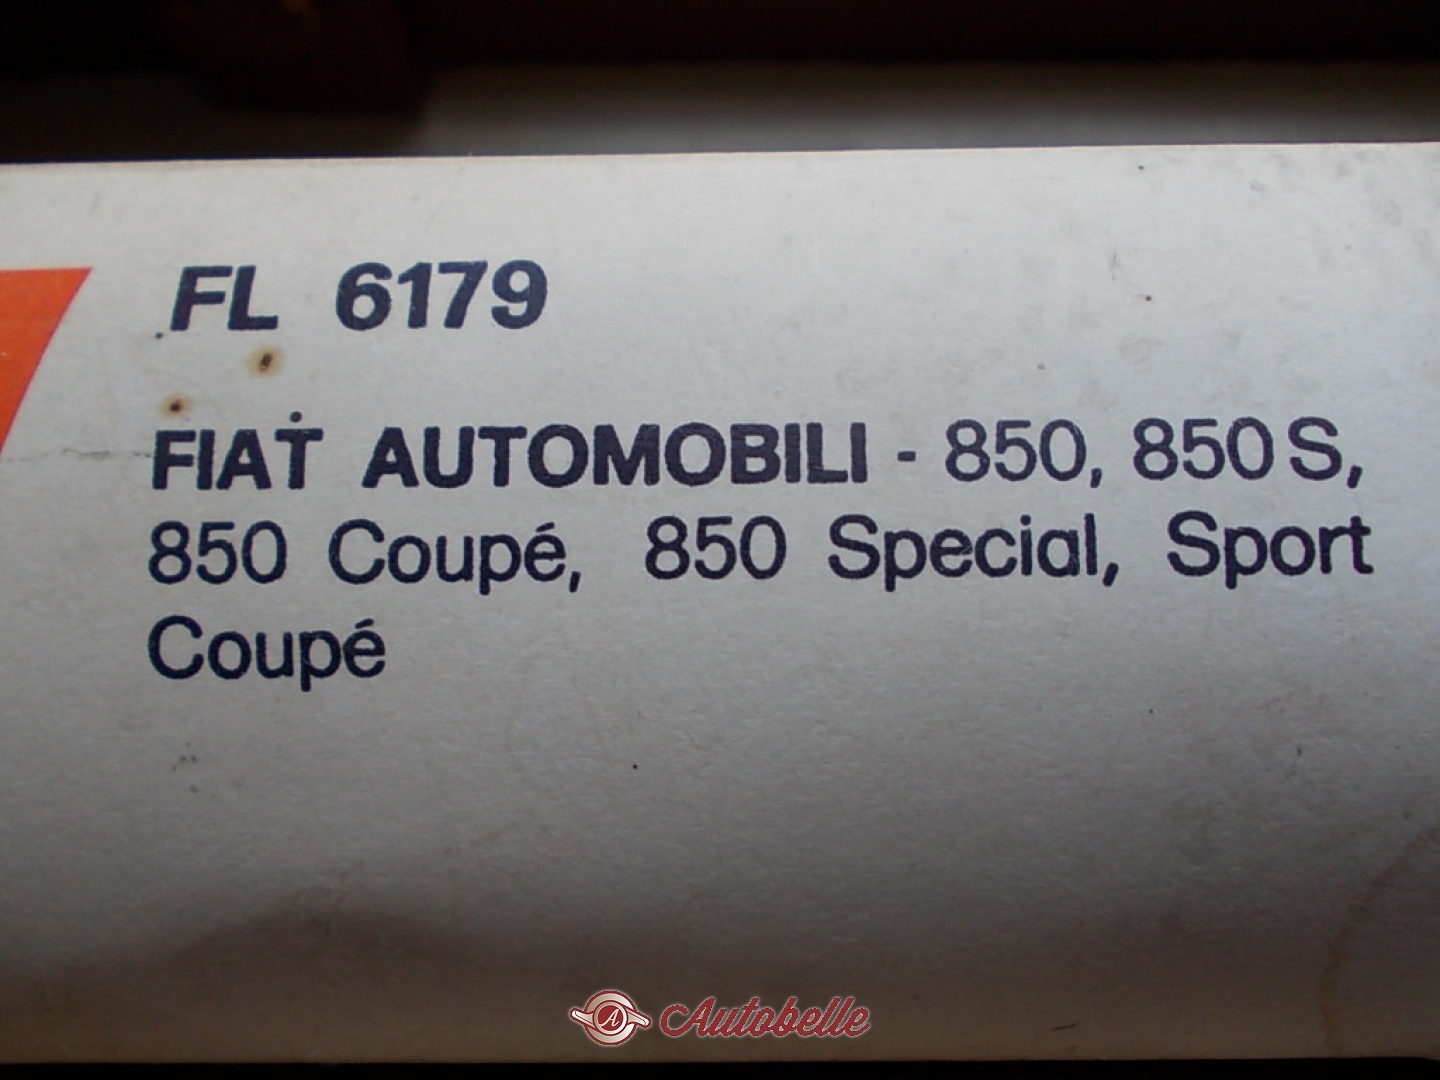 FL 6179
FIAT AUTOMOBILI - 850, 850 S,
850 Coupé, 850 Special, Sport
Coupé
A Autobelle